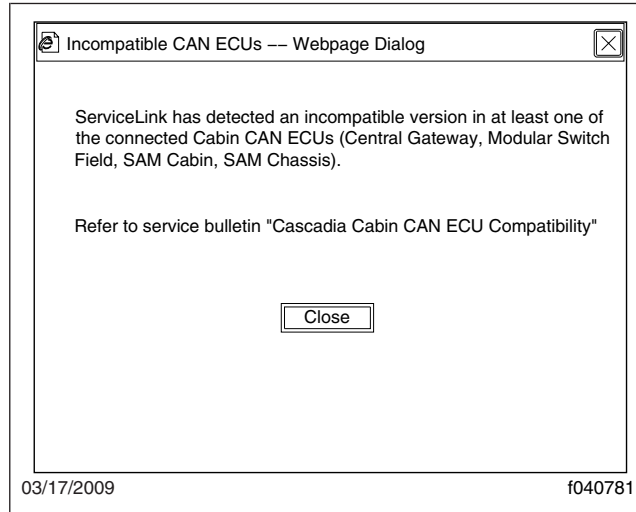 Incompatible CAN ECUs -- Webpage Dialog
ServiceLink has detected an incompatible version in at least one of
the connected Cabin CAN ECUs (Central Gateway, Modular Switch
Field, SAM Cabin, SAM Chassis).
Refer to service bulletin "Cascadia Cabin CAN ECU Compatibility"
Close
03/17/2009
f040781